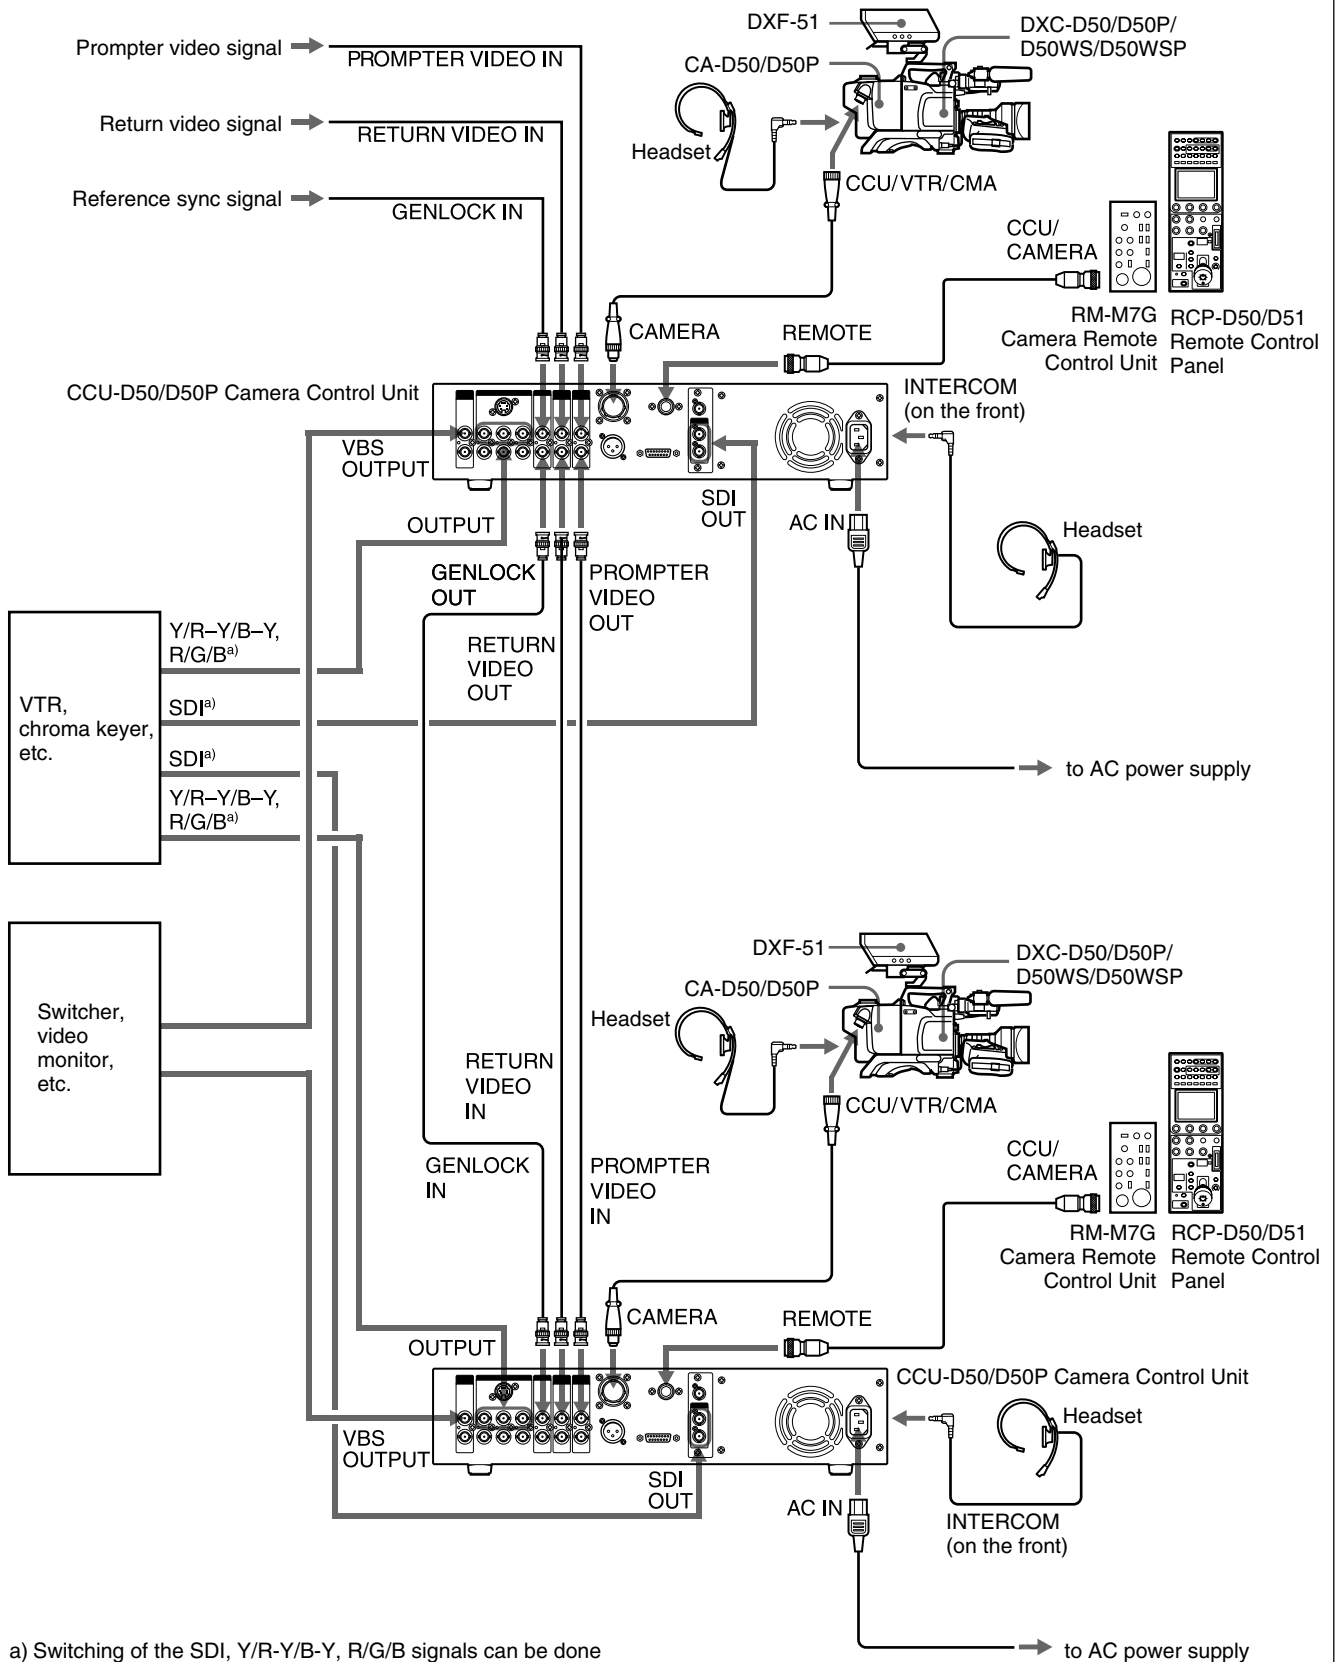 DXF-51
DXC-D50/D50P/
D50WS/D50WSP
Prompter video signal
PROMPTER VIDEO IN
CA-D50/D50P
Return video signal
RETURN VIDEO IN
Headset
CCU/VTR/CMA
Reference sync signal
GENLOCK IN
CCU/
CAMERA
CAMERA
REMOTE
RM-M7G
Camera Remote
Control Unit
RCP-D50/D51
Remote Control
Panel
CCU-D50/D50P Camera Control Unit
INTERCOM
(on the front)
VBS
OUTPUT
SDI
OUT
OUTPUT
AC IN
Headset
GENLOCK
OUT
PROMPTER
VIDEO
OUT
RETURN
VIDEO
OUT
Y/R–Y/B–Y,
R/G/Ba)
VTR,
chroma keyer,
etc.
SDIa)
SDIa)
Y/R–Y/B–Y,
R/G/Ba)
to AC power supply
DXF-51
DXC-D50/D50P/
D50WS/D50WSP
CA-D50/D50P
Headset
Switcher,
video
monitor,
etc.
RETURN
VIDEO
IN
CCU/VTR/CMA
GENLOCK
IN
PROMPTER
VIDEO
IN
CCU/
CAMERA
RM-M7G
Camera Remote
Control Unit
RCP-D50/D51
Remote Control
Panel
CAMERA
REMOTE
OUTPUT
CCU-D50/D50P Camera Control Unit
Headset
VBS
OUTPUT
SDI
OUT
AC IN
INTERCOM
(on the front)
a) Switching of the SDI, Y/R-Y/B-Y, R/G/B signals can be done
to AC power supply